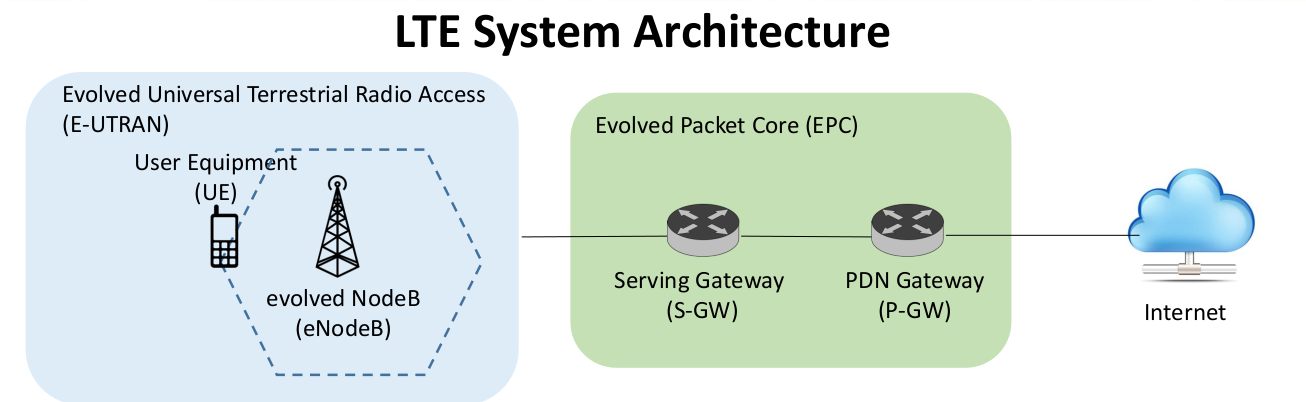 LTE System Architecture
Evolved Universal Terrestrial Radio Access
(E-UTRAN)
User Equipment
(UE)
evolved NodeB
(eNodeB)
Evolved Packet Core (EPC)
Serving Gateway
(S-GW)
PDN Gateway
(P-GW)
Internet